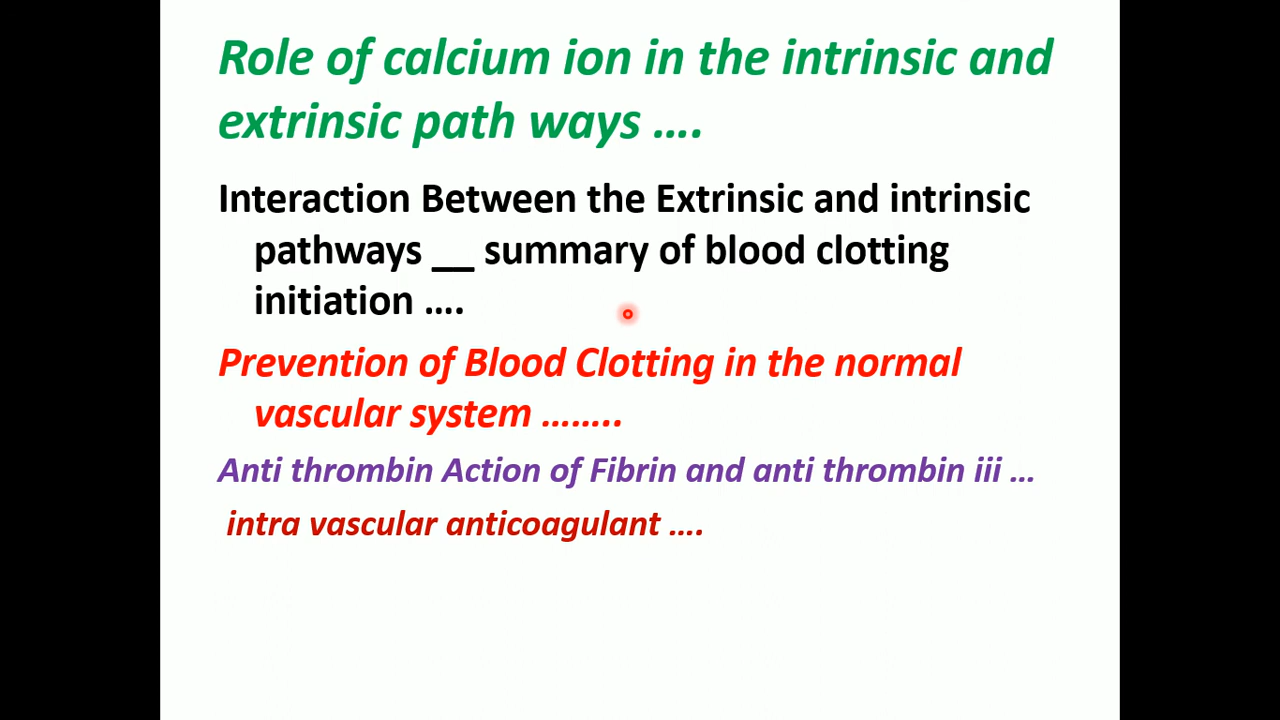 Role of calcium ion in the intrinsic and
extrinsic path ways ....
Interaction Between the Extrinsic and intrinsic
pathways __ summary of blood clotting
initiation ....
Prevention of Blood Clotting in the normal
vascular system ........
Anti thrombin Action of Fibrin and anti thrombin iii ...
intra vascular anticoagulant ....